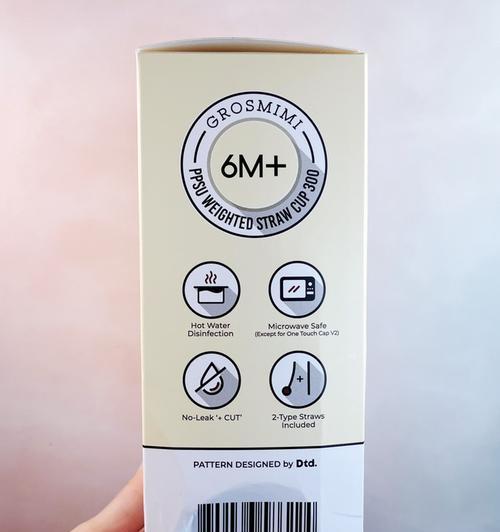 GROSMIMI
6M+
PPSU WEIGHTED STRAW CUP 300
Hot Water
Disinfection
Microwave Safe
(Except for One Touch Cap V2)
No-Leak '+ CUT'
2-Type Straws
Included
PATTERN DESIGNED by Dtd.